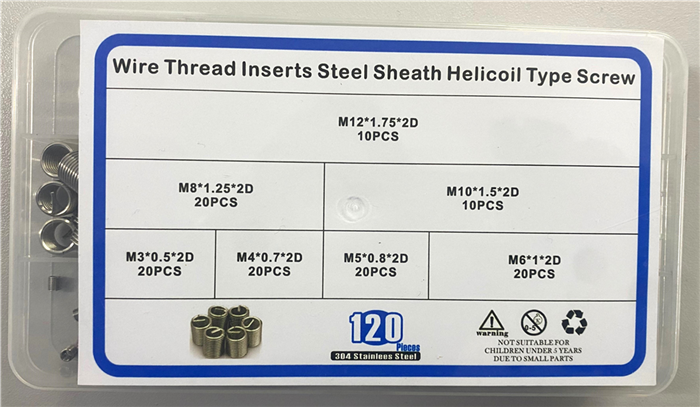 Wire Thread Inserts Steel Sheath Helicoil Type Screw
M12*1.75*2D
10PCS
M8*1.25*2D
20PCS
M10*1.5*2D
10PCS
M3*0.5*2D
20PCS
M4*0.7*2D
20PCS
M5*0.8*2D
20PCS
M6*1*2D
20PCS
120
Pieces
304 Stainless Steel
warning
0-5
NOT SUITABLE FOR
CHILDREN UNDER 5 YEARS
DUE TO SMALL PARTS